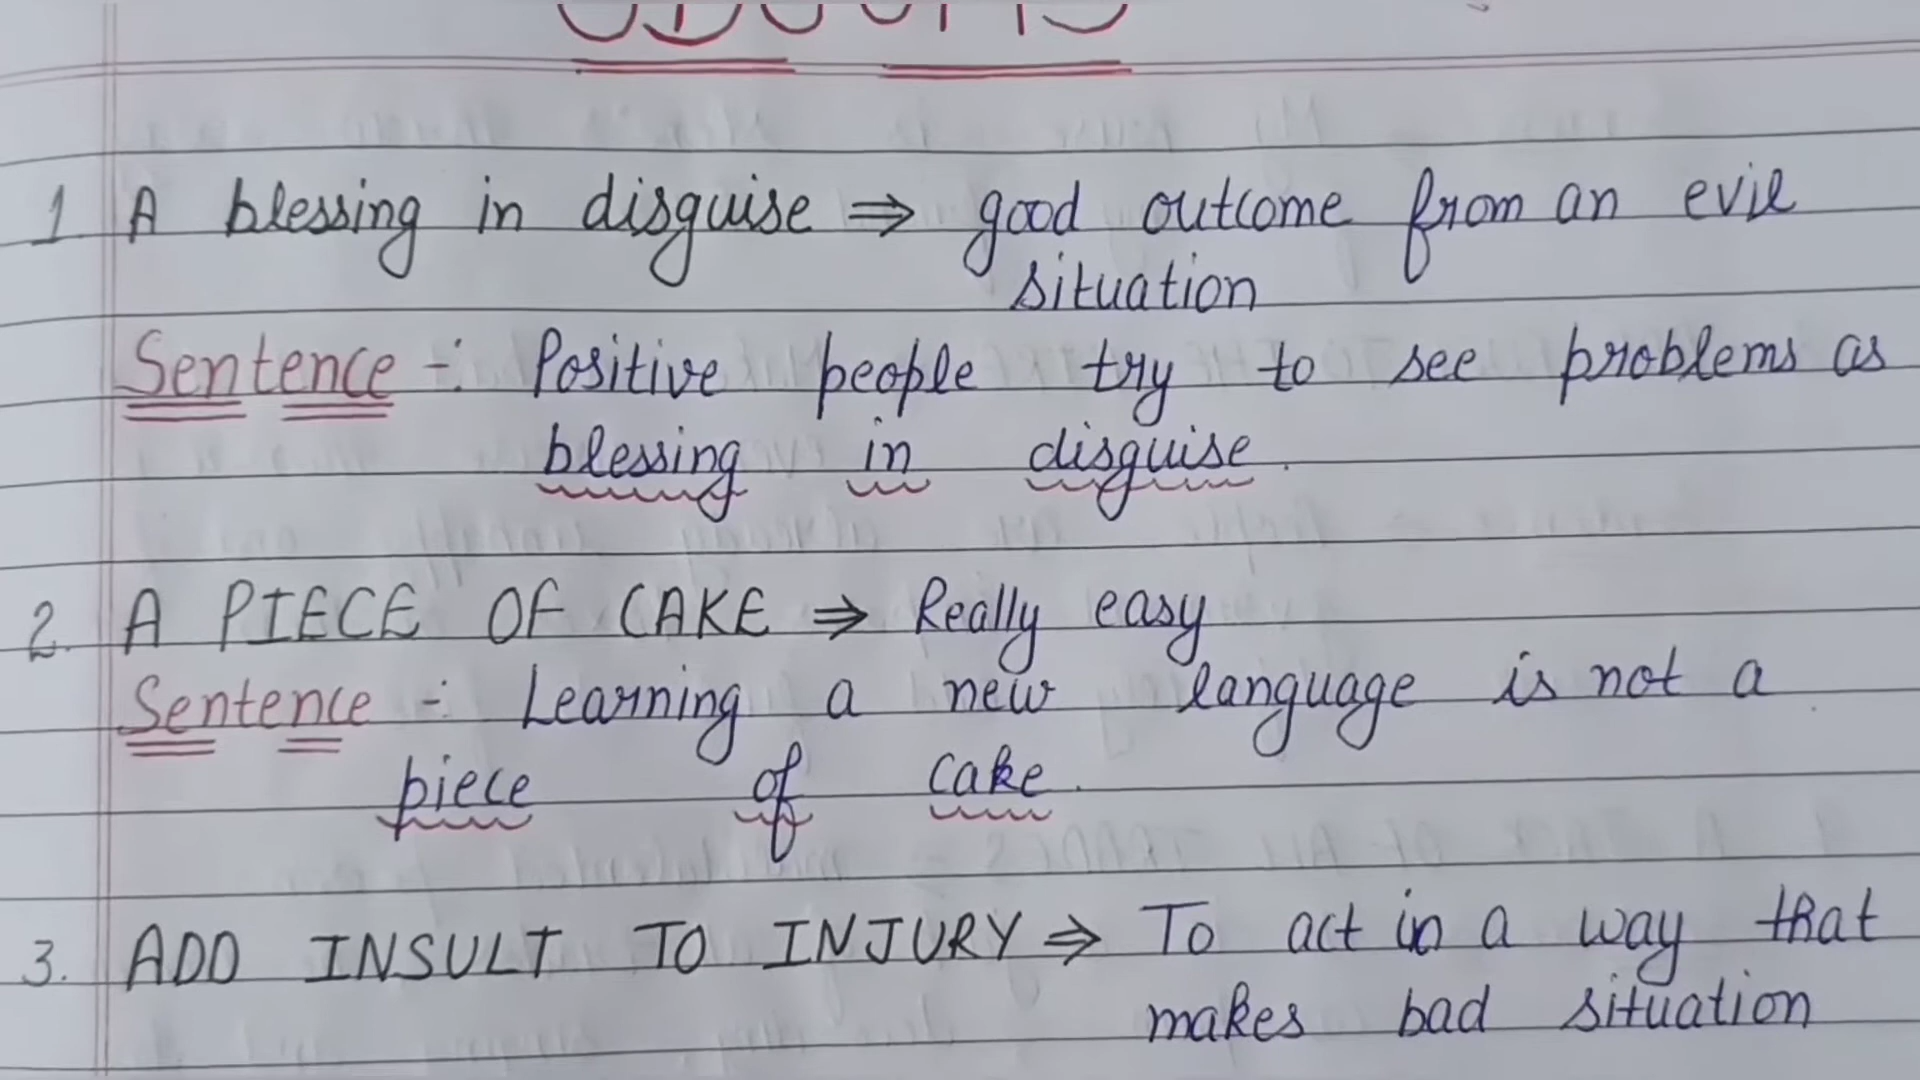 1. A blessing in disguise ⇒ good outcome from an evil
situation
Sentence -: Positive people try to see problems as
blessing in disguise.
2. A PIECE OF CAKE ⇒ Really easy
Sentence -: Learning a new language is not a
piece of cake.
3. ADD INSULT TO INJURY ⇒ To act in a way that
makes bad situation